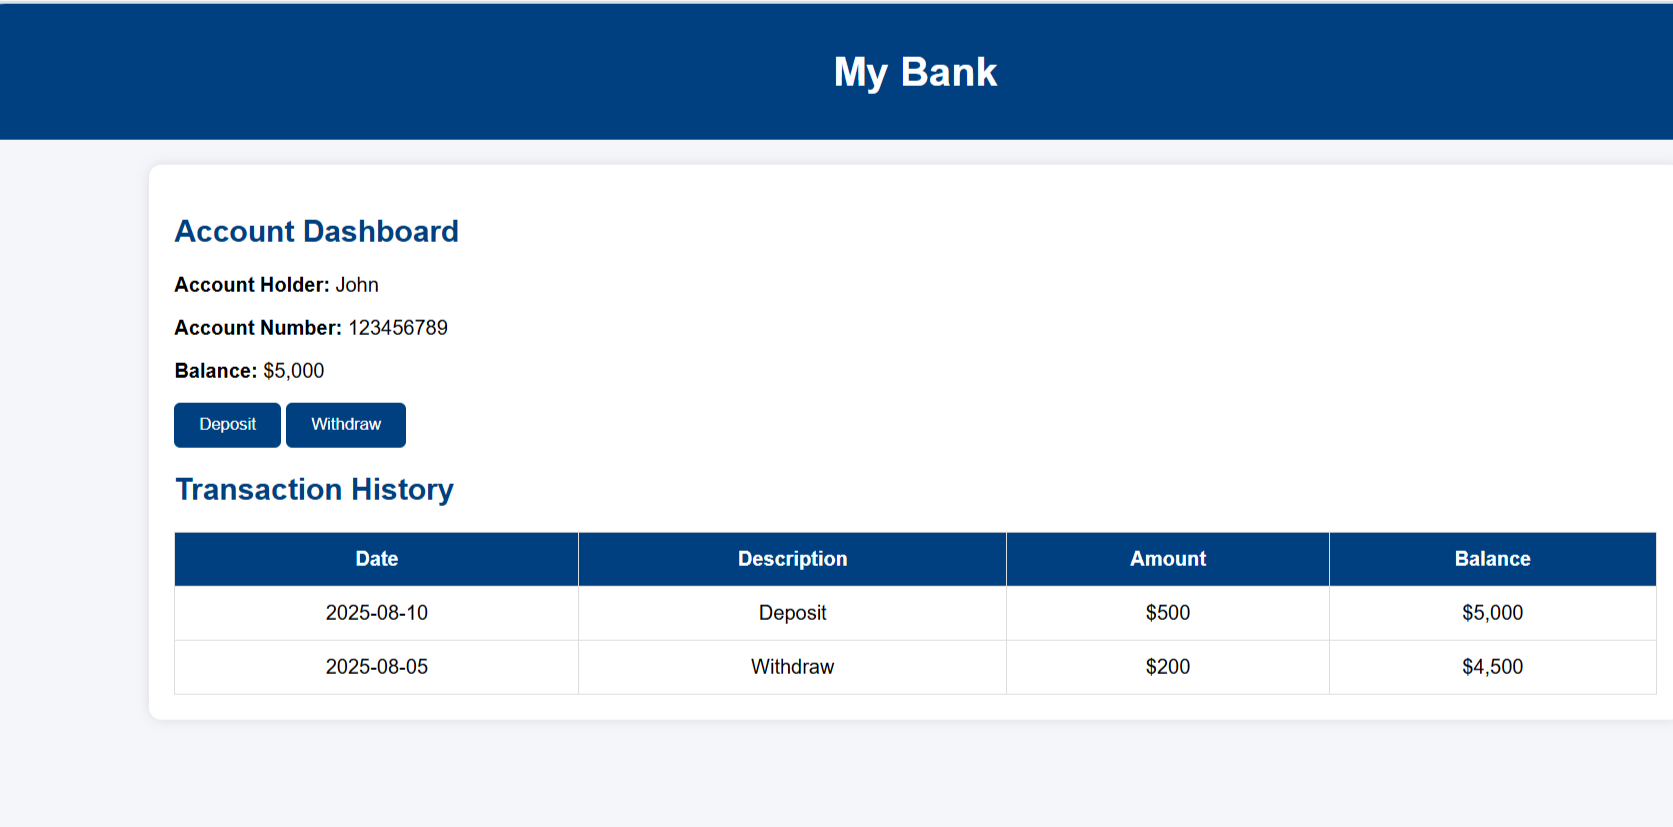 My Bank
Account Dashboard
Account Holder: John
Account Number: 123456789
Balance: $5,000
Deposit Withdraw
Transaction History
Date Description Amount Balance
2025-08-10 Deposit $500 $5,000
2025-08-05 Withdraw $200 $4,500